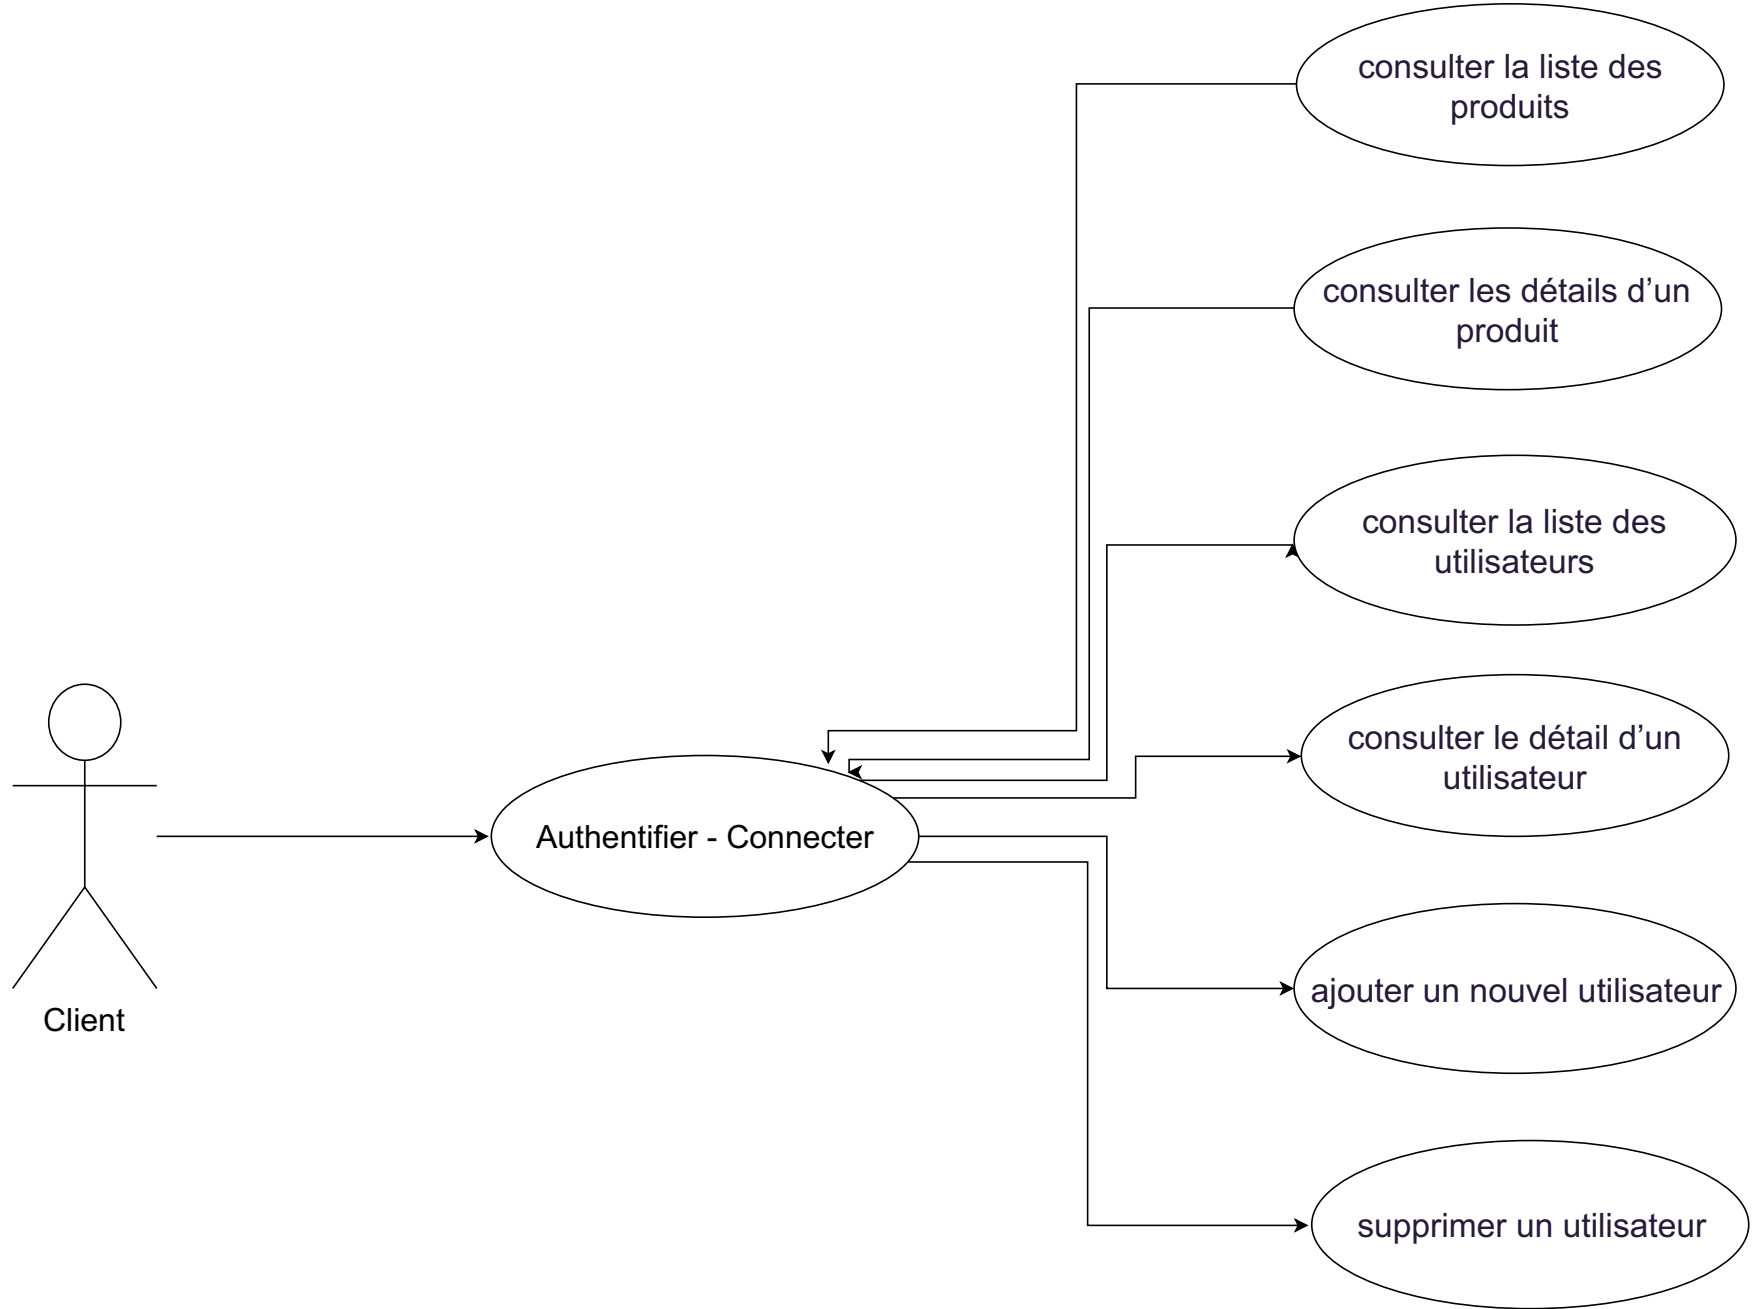 consulter la liste des
produits
consulter les détails d’un
produit
consulter la liste des
utilisateurs
consulter le détail d’un
utilisateur
Authentifier - Connecter
ajouter un nouvel utilisateur
Client
supprimer un utilisateur